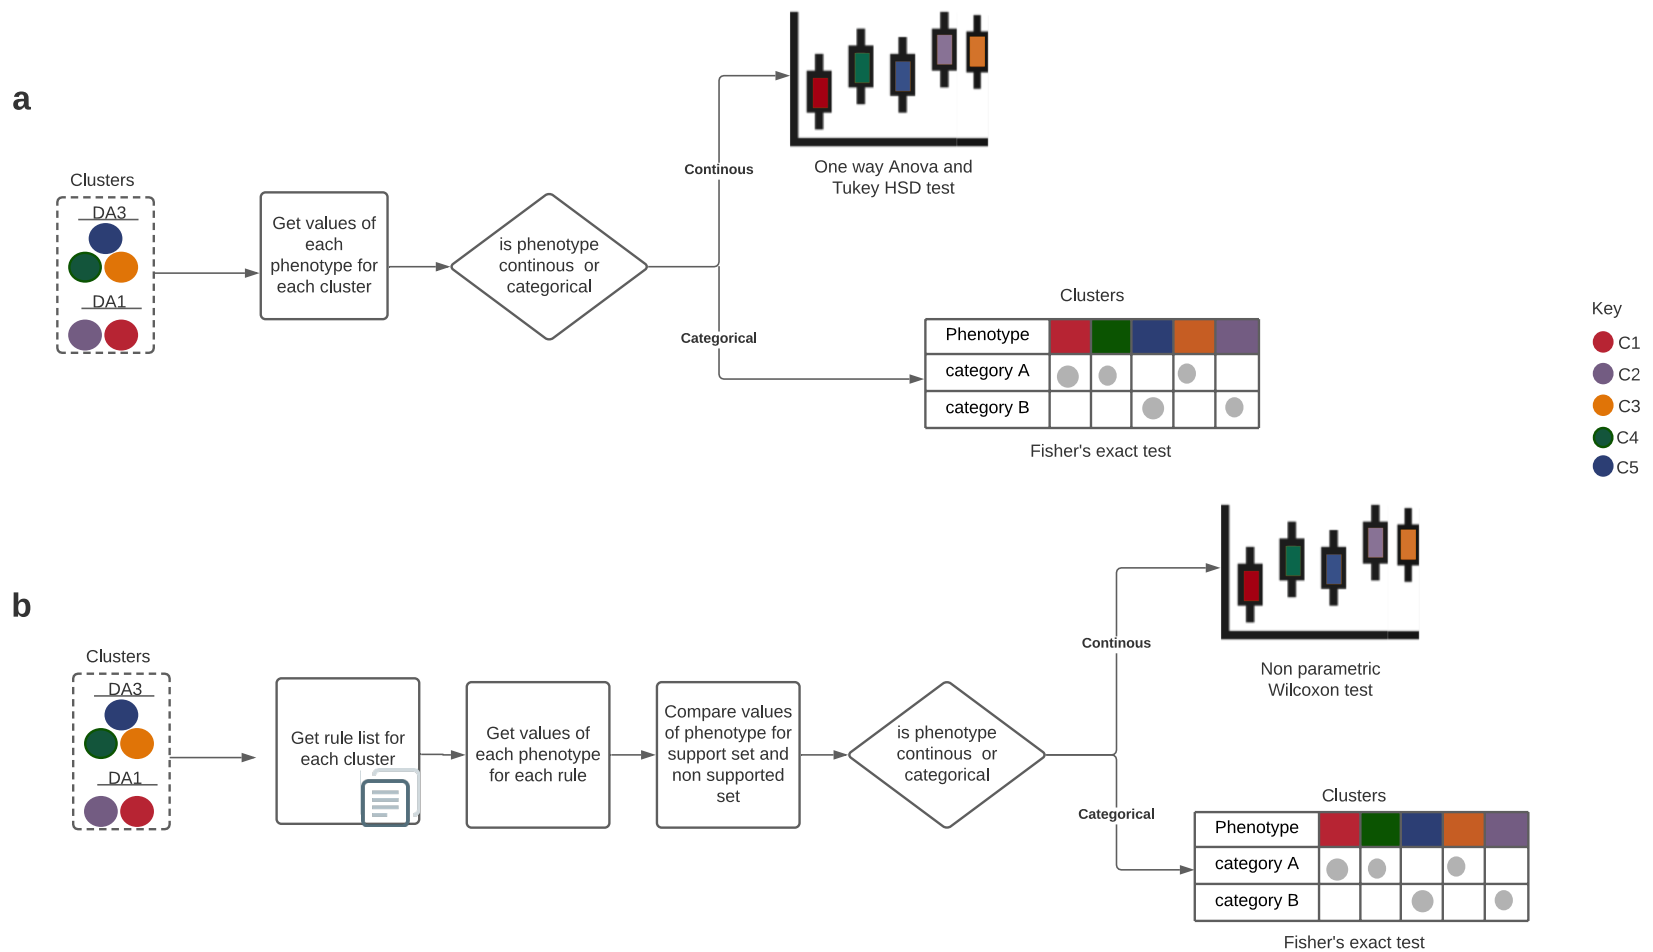 a
Clusters
DA3
DA1
Get values of
each
phenotype for
each cluster
is phenotype
continous or
categorical
Continous
Categorical
One way Anova and
Tukey HSD test
Clusters
Phenotype
category A
category B
Fisher's exact test
Key
C1
C2
C3
C4
C5
b
Clusters
DA3
DA1
Get rule list for
each cluster
Get values of
each phenotype
for each rule
Compare values
of phenotype for
support set and
non supported
set
is phenotype
continous or
categorical
Continous
Categorical
Non parametric
Wilcoxon test
Clusters
Phenotype
category A
category B
Fisher's exact test